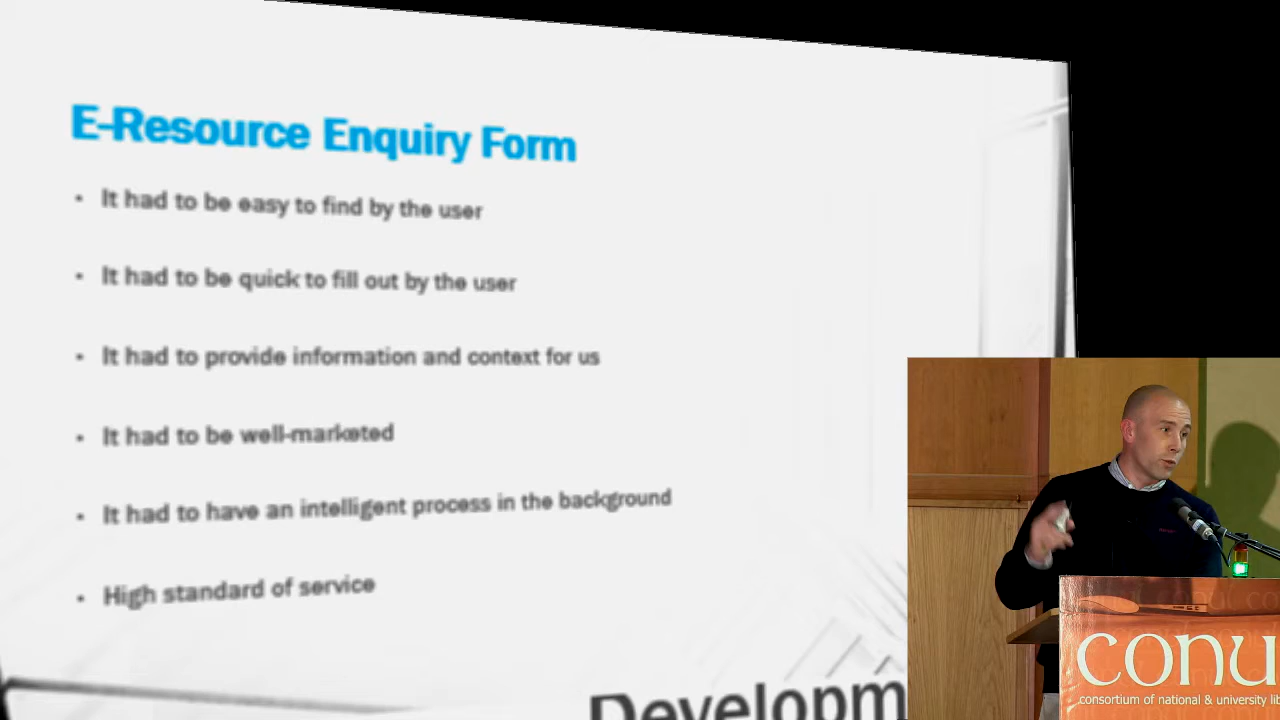 E-Resource Enquiry Form
• It had to be easy to find by the user
• It had to be quick to fill out by the user
• It had to provide information and context for us
• It had to be well-marketed
• It had to have an intelligent process in the background
• High standard of service
Developm
conu
consortium of national & university lib